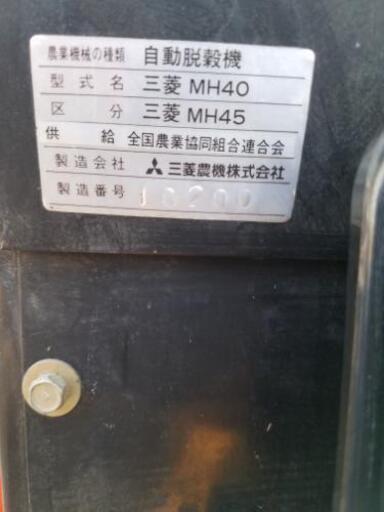 農業機械の種類 自動脱穀機
型式名 三菱 MH40
区分 三菱 MH45
供給 全国農業協同組合連合会
製造会社 三菱農機株式会社
製造番号 18200